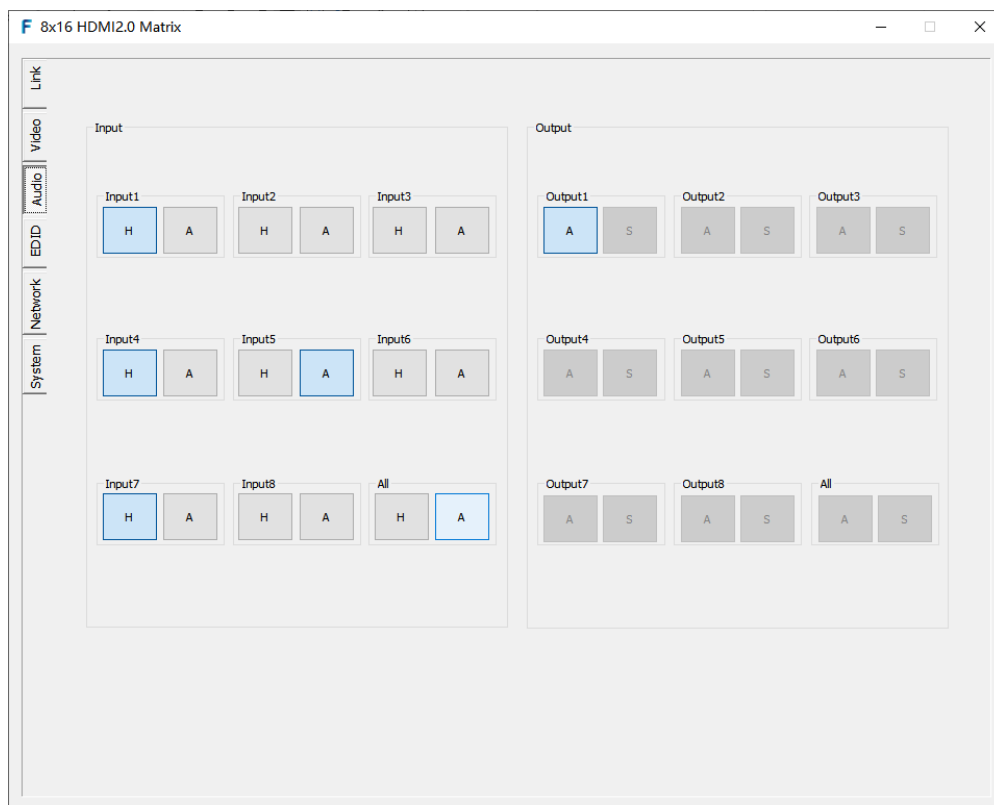 8x16 HDMI2.0 Matrix
Link
Video
Audio
EDID
Network
System
Input
Input1 Input2 Input3
H A H A H A
Input4 Input5 Input6
H A H A H A
Input7 Input8 All
H A H A H A
Output
Output1 Output2 Output3
A S A S A S
Output4 Output5 Output6
A S A S A S
Output7 Output8 All
A S A S A S